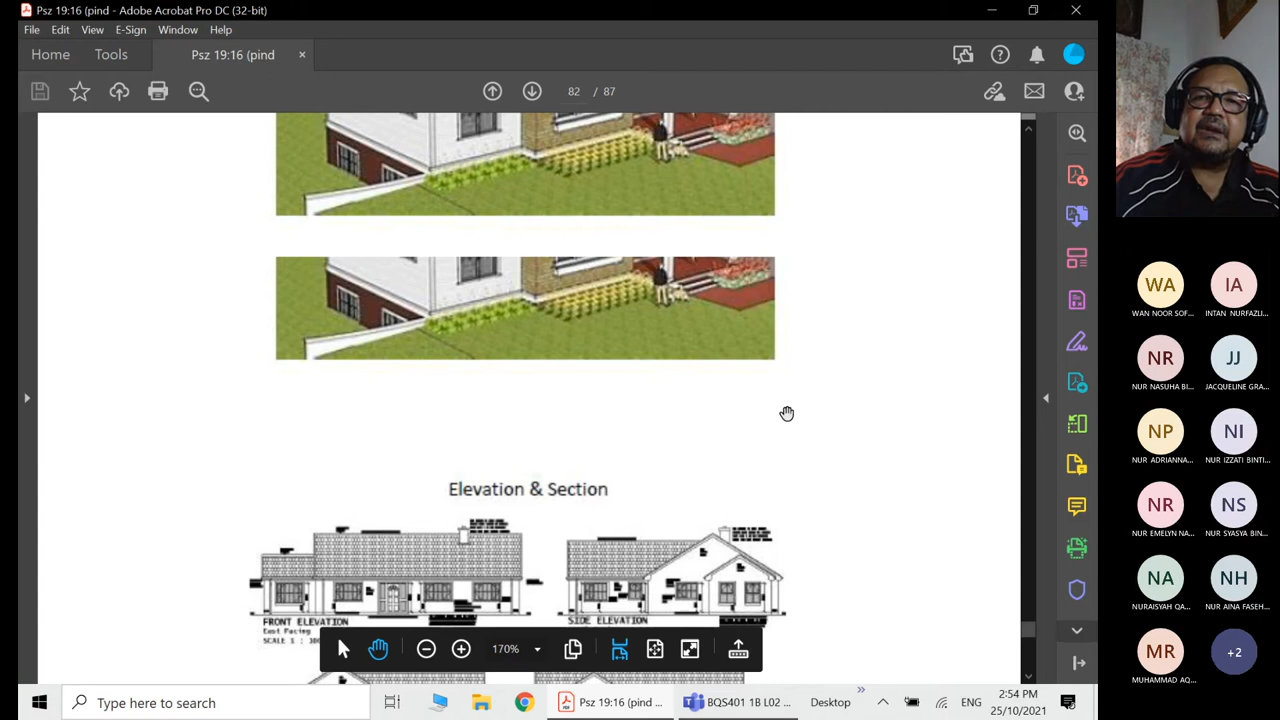 Psz 19:16 (pind - Adobe Acrobat Pro DC (32-bit)
File Edit View E-Sign Window Help
Home Tools Psz 19:16 (pind ×
82 / 87
Elevation & Section
FRONT ELEVATION
East Facing
SCALE 1 :
SIDE ELEVATION
170%
Type here to search
Psz 19:16 (pind ...
BQS401 1B L02 ...
Desktop
»
ENG
2:54 PM
25/10/2021
WA IA
WAN NOOR SOF... INTAN NURFAZLI...
NR JJ
NUR NASUHA BI... JACQUELINE GRA...
NP NI
NUR ADRIANNA... NUR IZZATI BINTI...
NR NS
NUR EMELYN NA... NUR SYASYA BIN...
NA NH
NURAISYAH QA... NUR AINA FASEH...
MR +2
MUHAMMAD AQ...